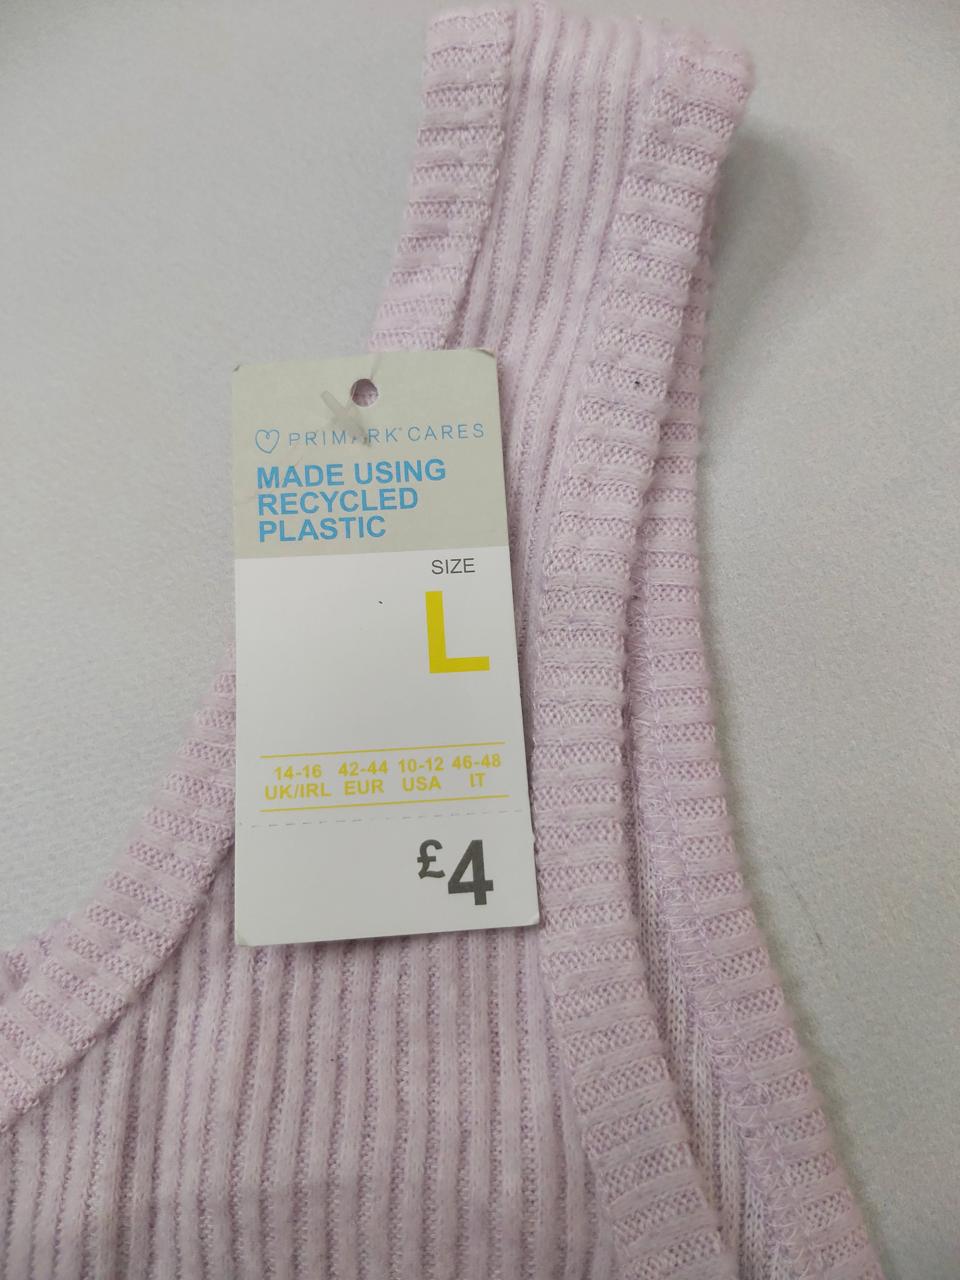 PRIMARK® CARES
MADE USING
RECYCLED
PLASTIC
SIZE
L
14-16 42-44 10-12 46-48
UK/IRL EUR USA IT
£4